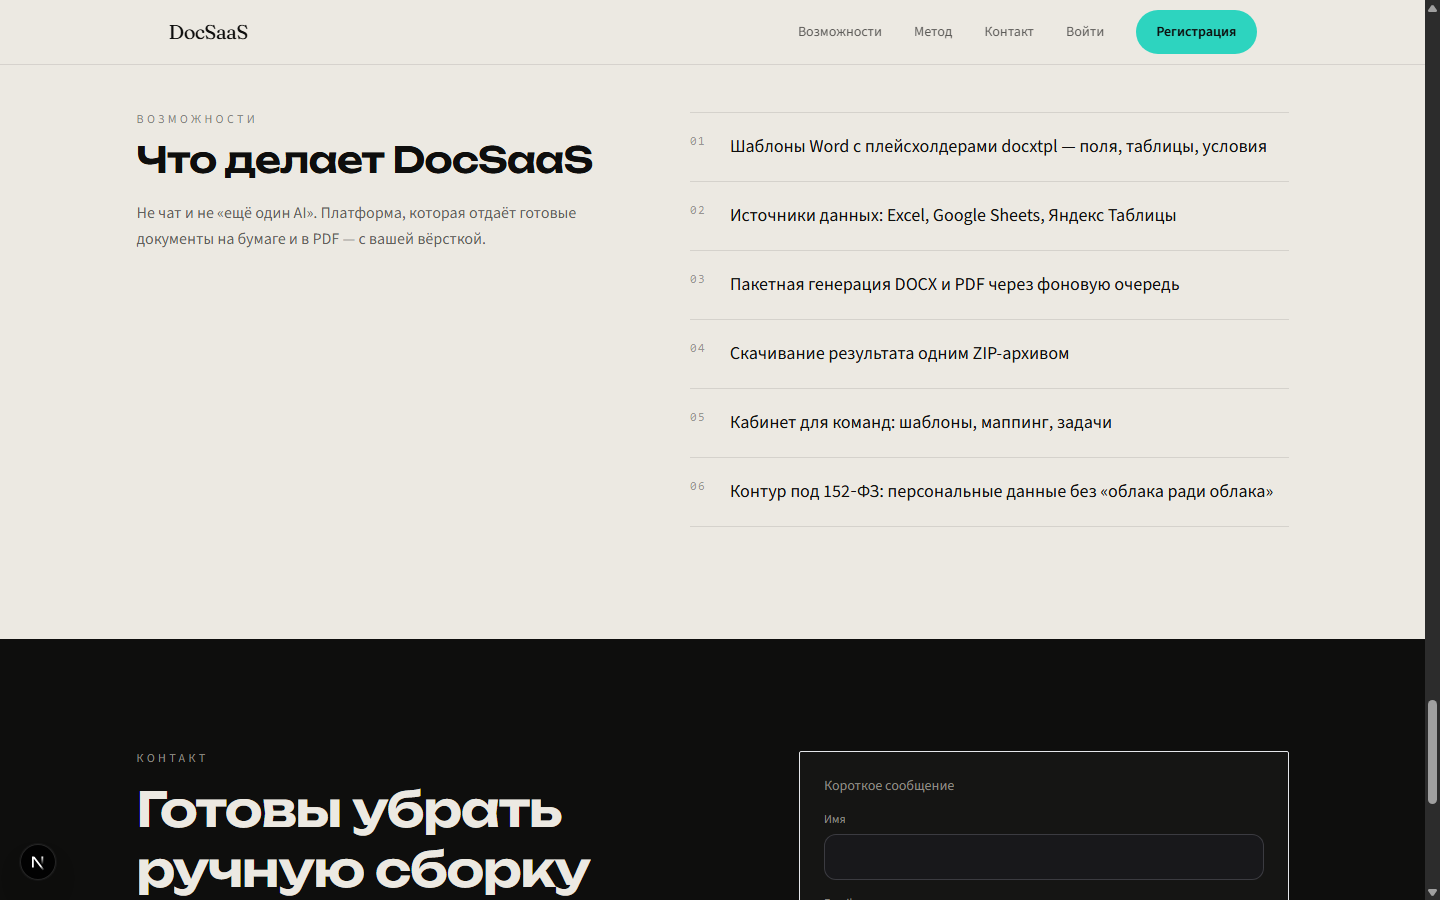 DocSaaS
Возможности
Метод
Контакт
Войти
Регистрация
ВОЗМОЖНОСТИ
Что делает DocSaaS
Не чат и не «ещё один AI». Платформа, которая отдаёт готовые
документы на бумаге и в PDF — с вашей вёрсткой.
01 Шаблоны Word с плейсхолдерами docxtpl — поля, таблицы, условия
02 Источники данных: Excel, Google Sheets, Яндекс Таблицы
03 Пакетная генерация DOCX и PDF через фоновую очередь
04 Скачивание результата одним ZIP-архивом
05 Кабинет для команд: шаблоны, маппинг, задачи
06 Контур под 152-ФЗ: персональные данные без «облака ради облака»
КОНТАКТ
Готовы убрать
ручную сборку
Короткое сообщение
Имя
N